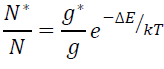 N*/N = g*/g e^(−ΔE/kT)